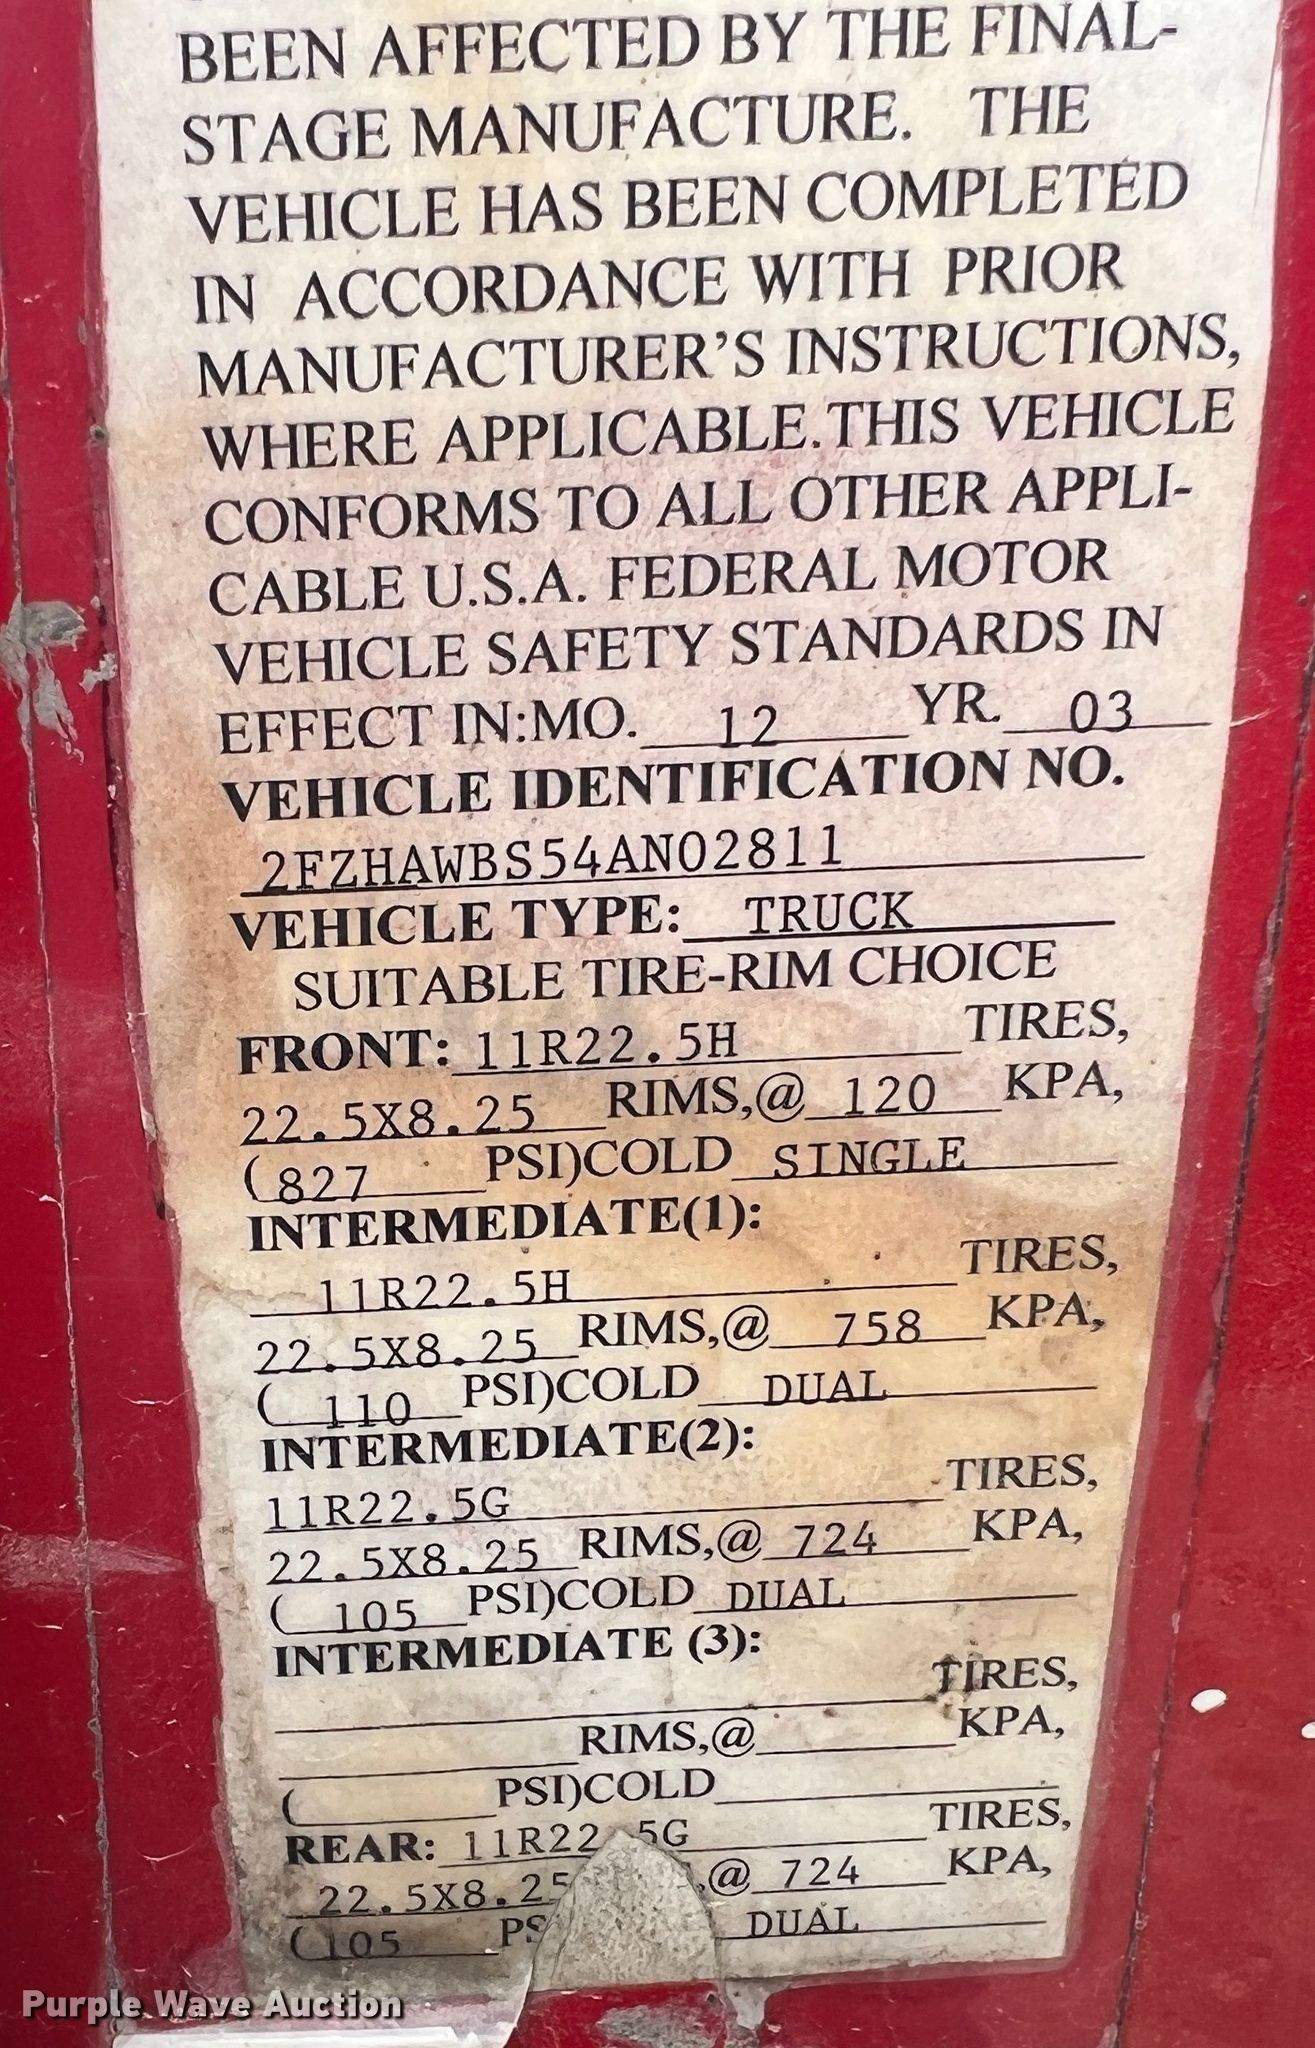 BEEN AFFECTED BY THE FINAL-
STAGE MANUFACTURE. THE
VEHICLE HAS BEEN COMPLETED
IN ACCORDANCE WITH PRIOR
MANUFACTURER'S INSTRUCTIONS,
WHERE APPLICABLE.THIS VEHICLE
CONFORMS TO ALL OTHER APPLI-
CABLE U.S.A. FEDERAL MOTOR
VEHICLE SAFETY STANDARDS IN
EFFECT IN:MO. 12 YR. 03
VEHICLE IDENTIFICATION NO.
2FZHAWBS54AN02811
VEHICLE TYPE: TRUCK
SUITABLE TIRE-RIM CHOICE
FRONT: 11R22.5H TIRES,
22.5X8.25 RIMS,@ 120 KPA,
(827 PSI)COLD SINGLE
INTERMEDIATE(1):
11R22.5H TIRES,
22.5X8.25 RIMS,@ 758 KPA,
( 110 PSI)COLD DUAL
INTERMEDIATE(2):
11R22.5G TIRES,
22.5X8.25 RIMS,@ 724 KPA,
( 105 PSI)COLD DUAL
INTERMEDIATE (3):
TIRES,
RIMS,@ KPA,
( PSI)COLD
REAR: 11R22 5G TIRES,
22.5X8.25 ,@ 724 KPA,
(105 PS DUAL
Purple Wave Auction